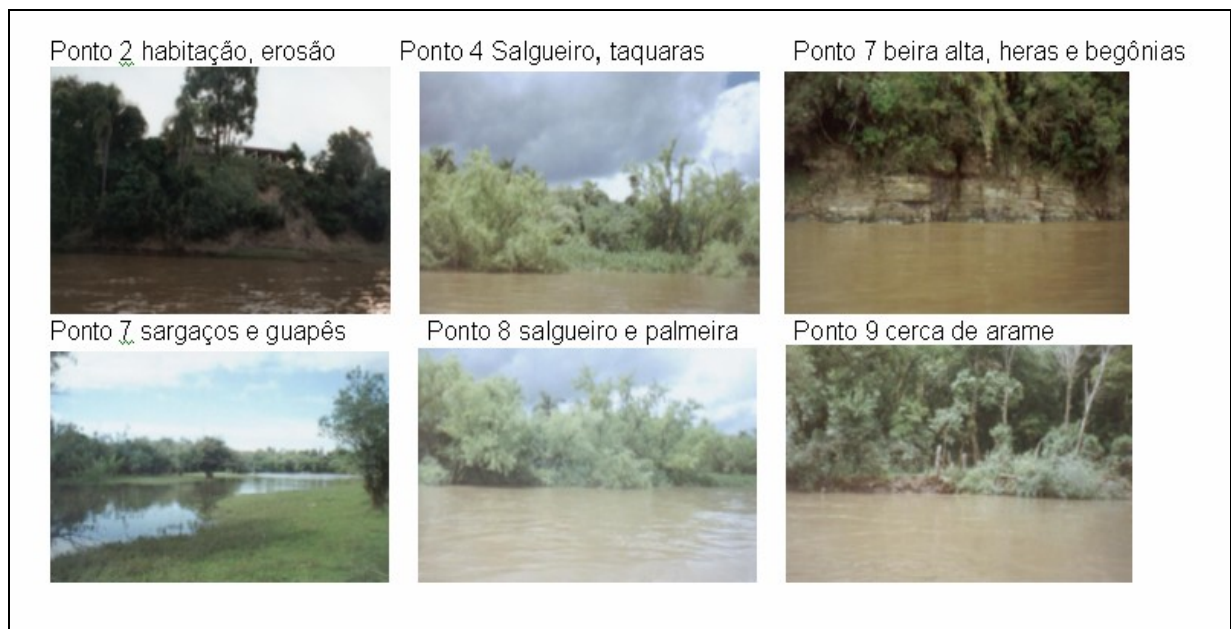 Ponto 2 habitação, erosão
Ponto 4 Salgueiro, taquaras
Ponto 7 beira alta, heras e begônias
Ponto 7 sargaços e guapês
Ponto 8 salgueiro e palmeira
Ponto 9 cerca de arame